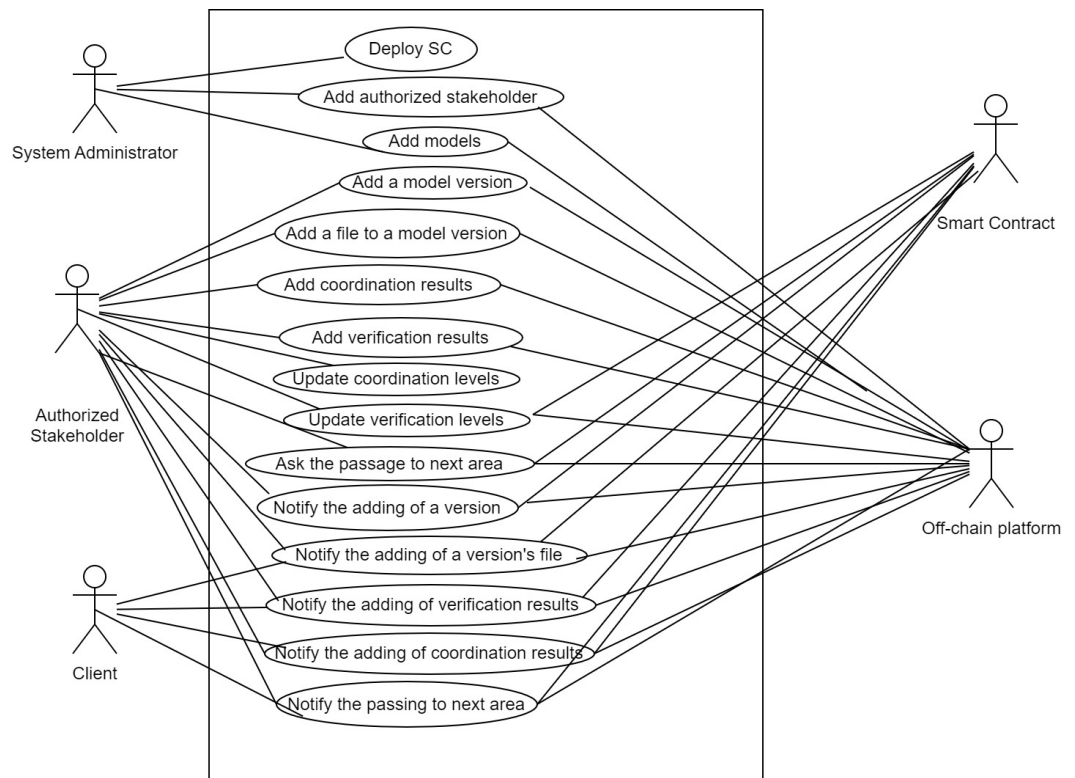 Deploy SC
Add authorized stakeholder
System Administrator
Add models
Add a model version
Smart Contract
Add a file to a model version
Add coordination results
Add verification results
Update coordination levels
Authorized
Stakeholder
Update verification levels
Ask the passage to next area
Notify the adding of a version
Off-chain platform
Notify the adding of a version's file
Notify the adding of verification results
Notify the adding of coordination results
Client
Notify the passing to next area